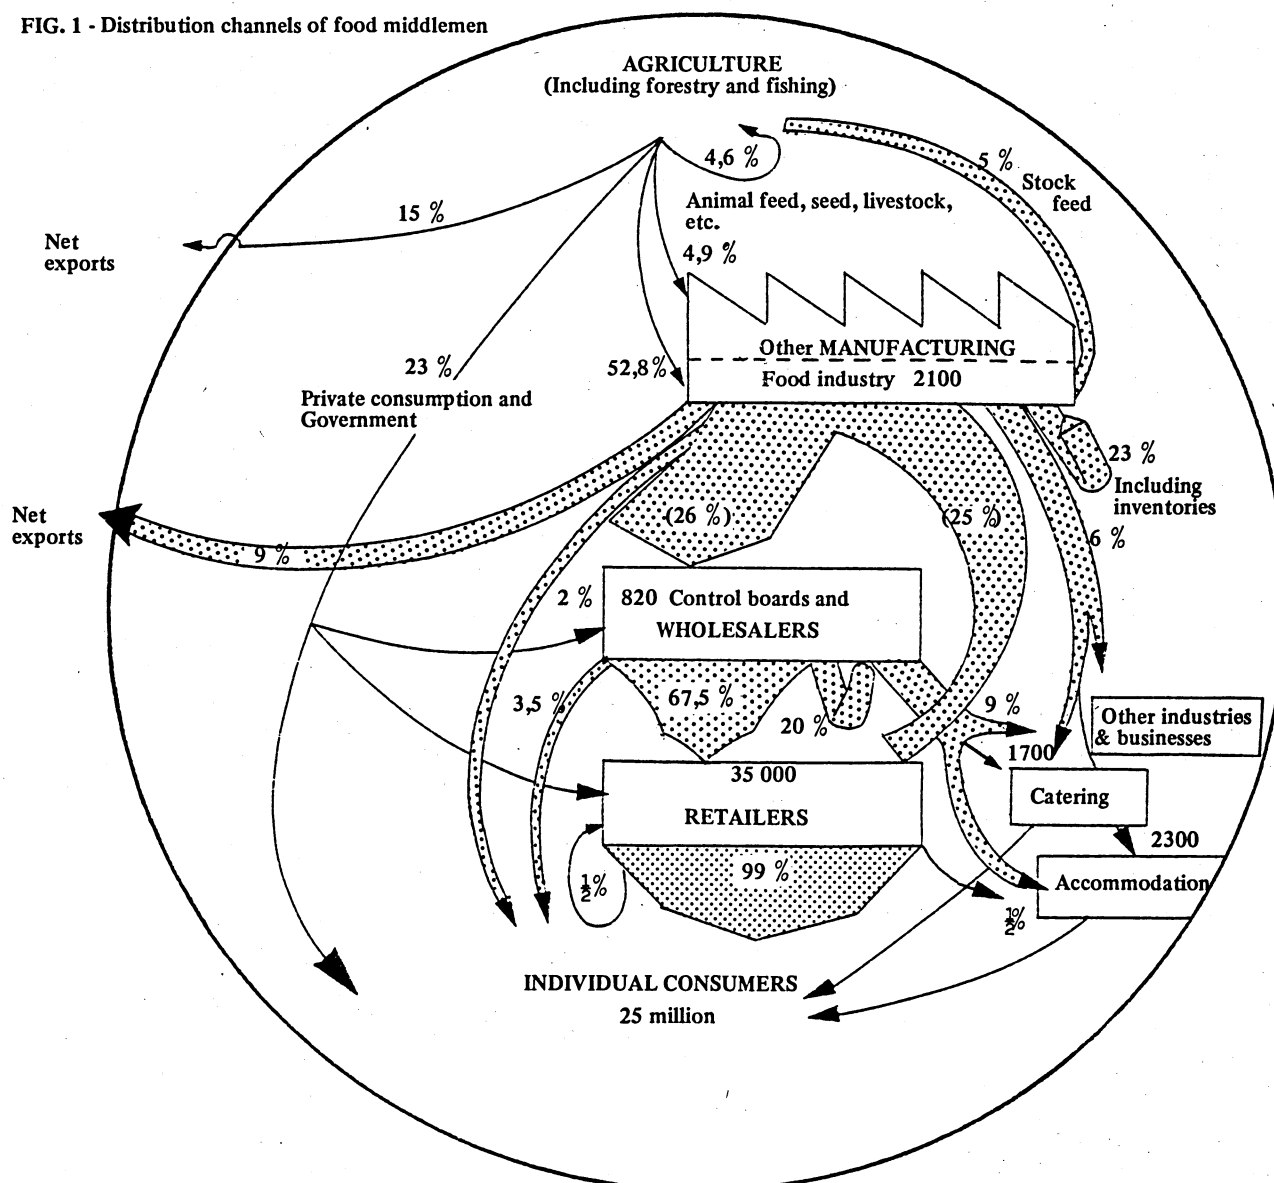 FIG. 1 - Distribution channels of food middlemen
AGRICULTURE
(Including forestry and fishing)
4,6 %
5 %
Stock
feed
15 %
Animal feed, seed, livestock,
etc.
Net
exports
4,9 %
Other MANUFACTURING
23 %
52,8%
Food industry 2100
Private consumption and
Government
23 %
Including
inventories
Net
exports
(26 %)
(25 %)
6 %
9 %
2 %
820 Control boards and
WHOLESALERS
3,5 %
67,5 %
20 %
9 %
Other industries
& businesses
1700
35 000
Catering
RETAILERS
2300
99 %
½%
Accommodation
½%
INDIVIDUAL CONSUMERS
25 million